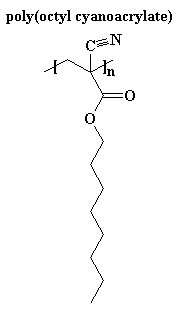 poly(octyl cyanoacrylate)
C≡N
[ ]n
O
O